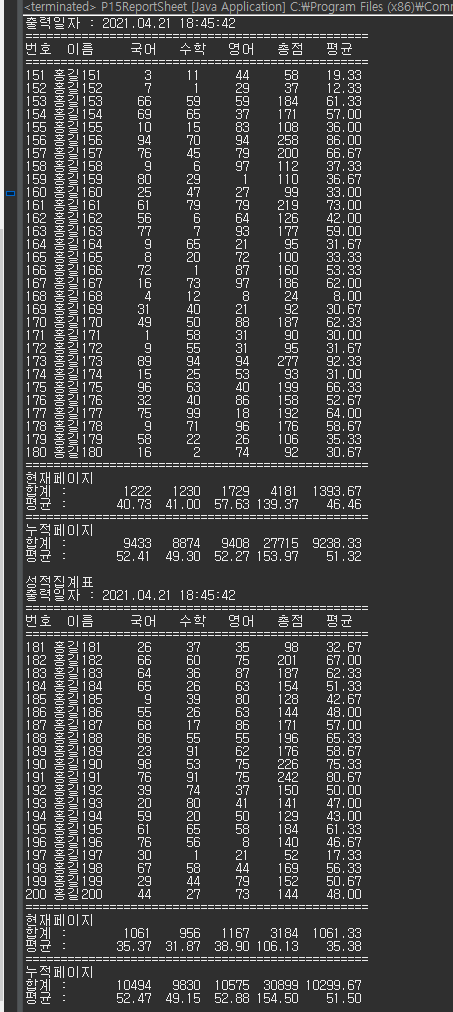 <terminated> P15ReportSheet [Java Application] C:₩Program Files (x86)₩Comm
출력일자 : 2021.04.21 18:45:42
===========================================
번호 이름 국어 수학 영어 총점 평균
===========================================
151 홍길151 3 11 44 58 19.33
152 홍길152 7 1 29 37 12.33
153 홍길153 66 59 59 184 61.33
154 홍길154 69 65 37 171 57.00
155 홍길155 10 15 83 108 36.00
156 홍길156 94 70 94 258 86.00
157 홍길157 76 45 79 200 66.67
158 홍길158 9 6 97 112 37.33
159 홍길159 80 29 1 110 36.67
160 홍길160 25 47 27 99 33.00
161 홍길161 61 79 79 219 73.00
162 홍길162 56 6 64 126 42.00
163 홍길163 77 7 93 177 59.00
164 홍길164 9 65 21 95 31.67
165 홍길165 8 20 72 100 33.33
166 홍길166 72 1 87 160 53.33
167 홍길167 16 73 97 186 62.00
168 홍길168 4 12 8 24 8.00
169 홍길169 31 40 21 92 30.67
170 홍길170 49 50 88 187 62.33
171 홍길171 1 58 31 90 30.00
172 홍길172 9 55 31 95 31.67
173 홍길173 89 94 94 277 92.33
174 홍길174 15 25 53 93 31.00
175 홍길175 96 63 40 199 66.33
176 홍길176 32 40 86 158 52.67
177 홍길177 75 99 18 192 64.00
178 홍길178 9 71 96 176 58.67
179 홍길179 58 22 26 106 35.33
180 홍길180 16 2 74 92 30.67
===========================================
현재페이지
합계 : 1222 1230 1729 4181 1393.67
평균 : 40.73 41.00 57.63 139.37 46.46
===========================================
누적페이지
합계 : 9433 8874 9408 27715 9238.33
평균 : 52.41 49.30 52.27 153.97 51.32
성적집계표
출력일자 : 2021.04.21 18:45:42
===========================================
번호 이름 국어 수학 영어 총점 평균
===========================================
181 홍길181 26 37 35 98 32.67
182 홍길182 66 60 75 201 67.00
183 홍길183 64 36 87 187 62.33
184 홍길184 65 26 63 154 51.33
185 홍길185 9 39 80 128 42.67
186 홍길186 55 26 63 144 48.00
187 홍길187 68 17 86 171 57.00
188 홍길188 86 55 55 196 65.33
189 홍길189 23 91 62 176 58.67
190 홍길190 98 53 75 226 75.33
191 홍길191 76 91 75 242 80.67
192 홍길192 39 74 37 150 50.00
193 홍길193 20 80 41 141 47.00
194 홍길194 59 20 50 129 43.00
195 홍길195 61 65 58 184 61.33
196 홍길196 76 56 8 140 46.67
197 홍길197 30 1 21 52 17.33
198 홍길198 67 58 44 169 56.33
199 홍길199 29 44 79 152 50.67
200 홍길200 44 27 73 144 48.00
===========================================
현재페이지
합계 : 1061 956 1167 3184 1061.33
평균 : 35.37 31.87 38.90 106.13 35.38
===========================================
누적페이지
합계 : 10494 9830 10575 30899 10299.67
평균 : 52.47 49.15 52.88 154.50 51.50